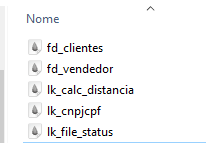 Nome
fd_clientes
fd_vendedor
lk_calc_distancia
lk_cnpjcpf
lk_file_status